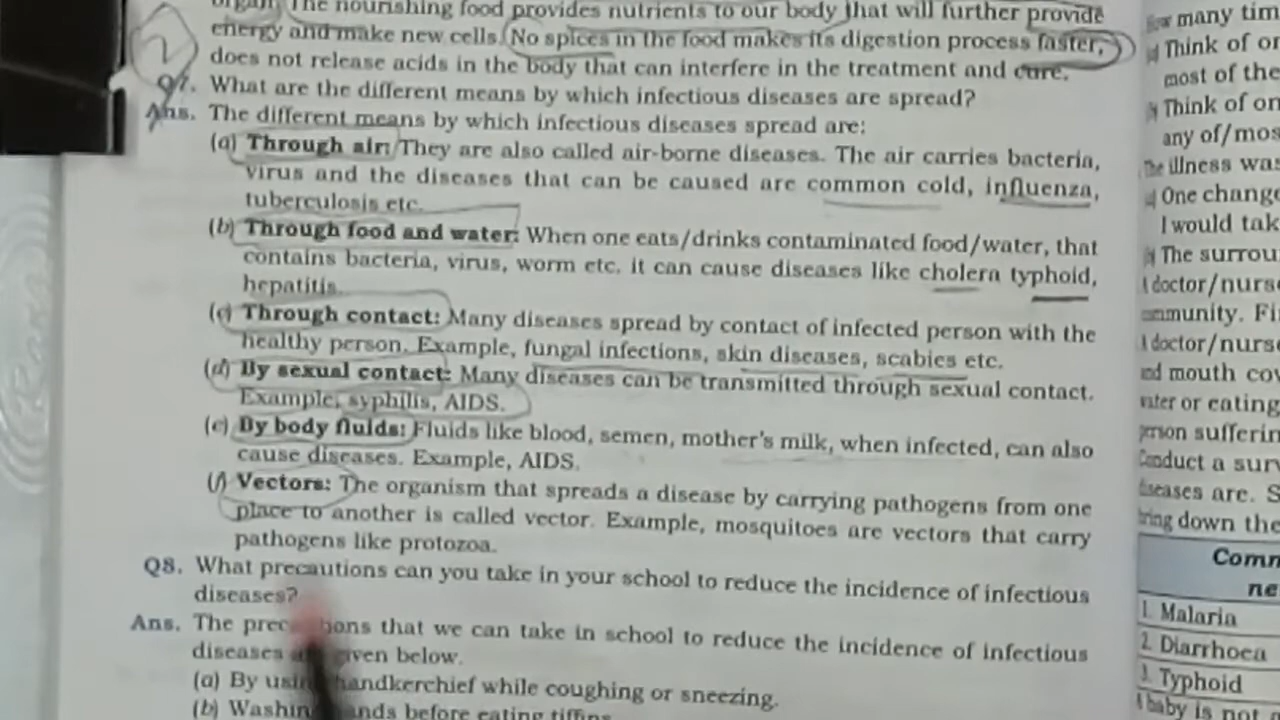 organ. The nourishing food provides nutrients to our body that will further provide
energy and make new cells. No spices in the food makes its digestion process faster,
does not release acids in the body that can interfere in the treatment and cure.
Q7. What are the different means by which infectious diseases are spread?
Ans. The different means by which infectious diseases spread are:
(a) Through air: They are also called air-borne diseases. The air carries bacteria,
virus and the diseases that can be caused are common cold, influenza,
tuberculosis etc.
(b) Through food and water: When one eats/drinks contaminated food/water, that
contains bacteria, virus, worm etc. it can cause diseases like cholera typhoid,
hepatitis.
(c) Through contact: Many diseases spread by contact of infected person with the
healthy person. Example, fungal infections, skin diseases, scabies etc.
(d) By sexual contact: Many diseases can be transmitted through sexual contact.
Example, syphilis, AIDS.
(e) By body fluids: Fluids like blood, semen, mother's milk, when infected, can also
cause diseases. Example, AIDS.
(f) Vectors: The organism that spreads a disease by carrying pathogens from one
place to another is called vector. Example, mosquitoes are vectors that carry
pathogens like protozoa.
Q8. What precautions can you take in your school to reduce the incidence of infectious
diseases?
Ans. The that we can take in school to reduce the incidence of infectious
diseases given below.
(a) By handkerchief while coughing or sneezing.
(b) before eating tiffins
many tim
Think of or
most of the
Think of on
any of/mos
illness was
One change
I would tak
The surrou
doctor/nurse
Fi
doctor/nurse
mouth cov
or eating
sufferin
Conduct a surv
are. S
down the
Comm
ne
1. Malaria
2. Diarrhoea
3. Typhoid
baby is not